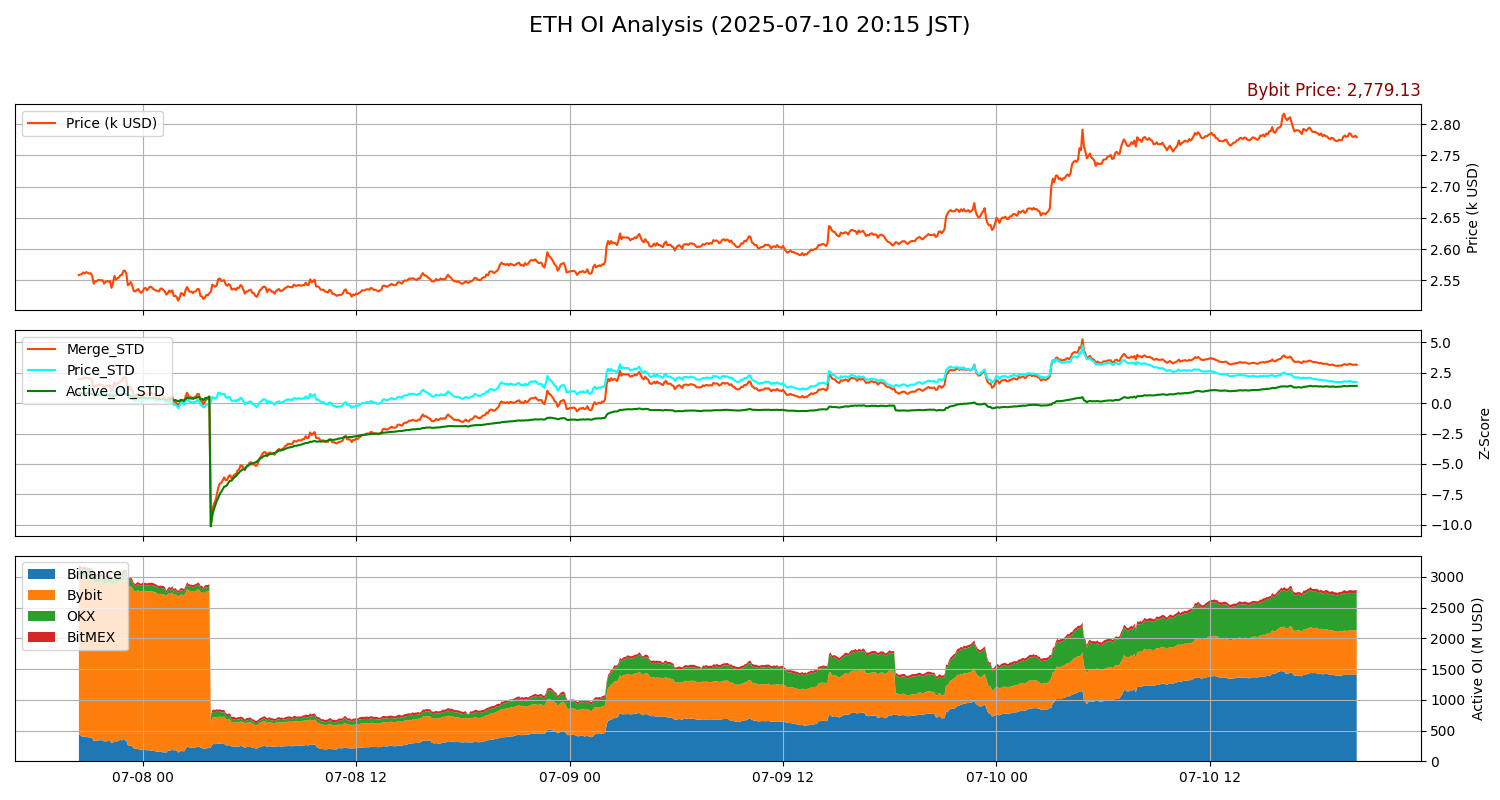 ETH OI Analysis (2025-07-10 20:15 JST)
Bybit Price: 2,779.13
Price (k USD)
2.80
2.75
2.70
2.65
2.60
2.55
Price (k USD)
Merge_STD
Price_STD
Active_OI_STD
5.0
2.5
0.0
−2.5
−5.0
−7.5
−10.0
Z-Score
Binance
Bybit
OKX
BitMEX
3000
2500
2000
1500
1000
500
0
Active OI (M USD)
07-08 00
07-08 12
07-09 00
07-09 12
07-10 00
07-10 12